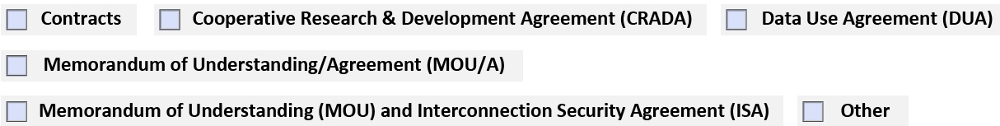 Contracts Cooperative Research & Development Agreement (CRADA) Data Use Agreement (DUA)
Memorandum of Understanding/Agreement (MOU/A)
Memorandum of Understanding (MOU) and Interconnection Security Agreement (ISA) Other